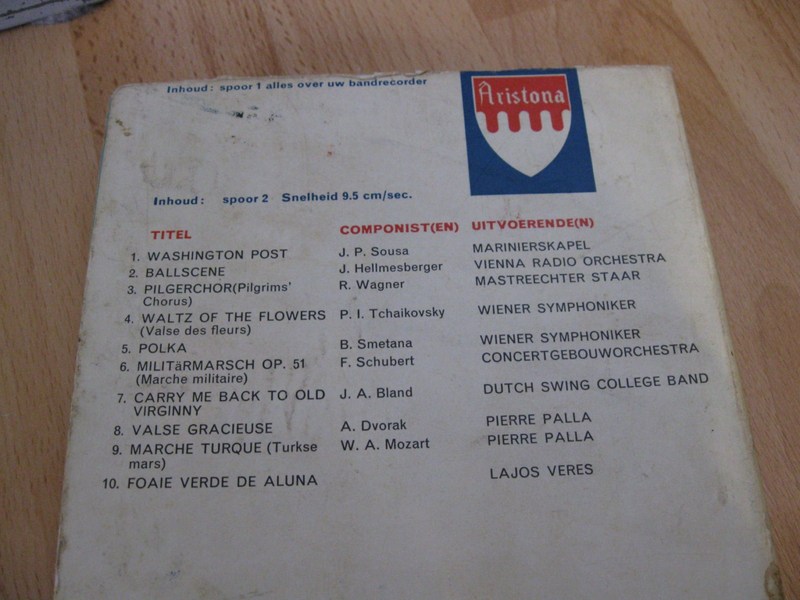 Inhoud: spoor 1 alles over uw bandrecorder
Aristona
Inhoud: spoor 2 Snelheid 9.5 cm/sec.
TITEL COMPONIST(EN) UITVOERENDE(N)
1. WASHINGTON POST J. P. Sousa MARINIERSKAPEL
2. BALLSCENE J. Hellmesberger VIENNA RADIO ORCHESTRA
3. PILGERCHOR(Pilgrims' R. Wagner MASTREECHTER STAAR
Chorus)
4. WALTZ OF THE FLOWERS P. I. Tchaikovsky WIENER SYMPHONIKER
(Valse des fleurs)
5. POLKA B. Smetana WIENER SYMPHONIKER
6. MILITäRMARSCH OP. 51 F. Schubert CONCERTGEBOUWORCHESTRA
(Marche militaire)
7. CARRY ME BACK TO OLD J. A. Bland DUTCH SWING COLLEGE BAND
VIRGINNY
8. VALSE GRACIEUSE A. Dvorak PIERRE PALLA
9. MARCHE TURQUE (Turkse W. A. Mozart PIERRE PALLA
mars)
10. FOAIE VERDE DE ALUNA LAJOS VERES